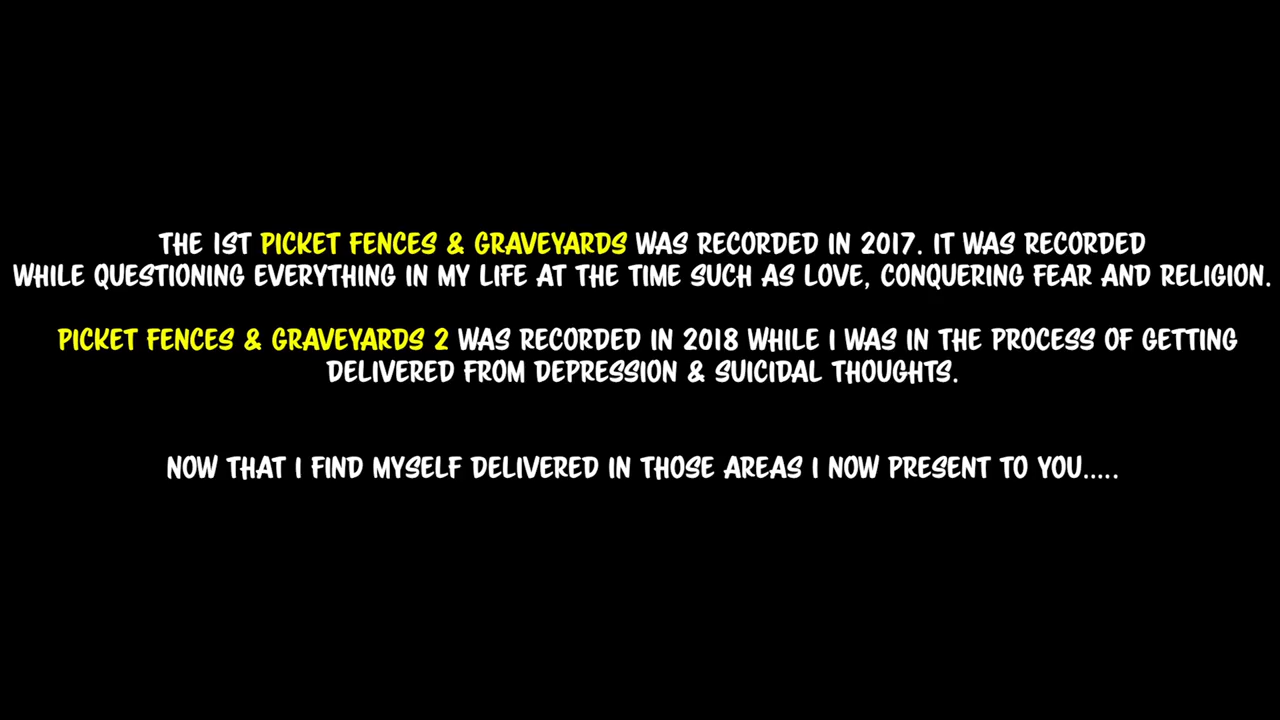 THE 1ST PICKET FENCES & GRAVEYARDS WAS RECORDED IN 2017. IT WAS RECORDED
WHILE QUESTIONING EVERYTHING IN MY LIFE AT THE TIME SUCH AS LOVE, CONQUERING FEAR AND RELIGION.
PICKET FENCES & GRAVEYARDS 2 WAS RECORDED IN 2018 WHILE I WAS IN THE PROCESS OF GETTING
DELIVERED FROM DEPRESSION & SUICIDAL THOUGHTS.
NOW THAT I FIND MYSELF DELIVERED IN THOSE AREAS I NOW PRESENT TO YOU.....